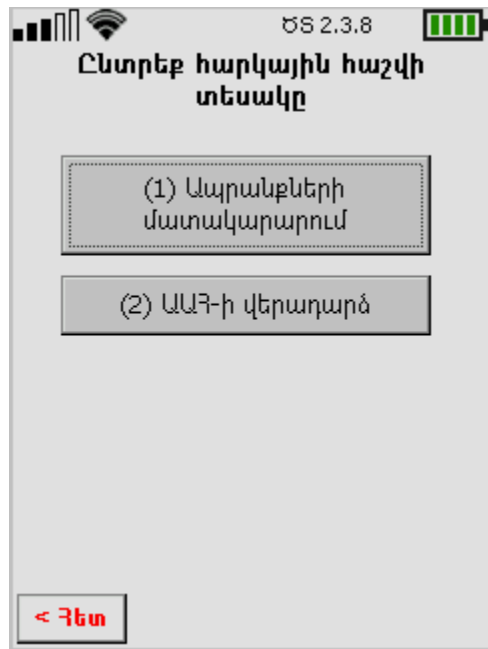 ԾՏ 2.3.8
Ընտրեք հարկային հաշվի
տեսակը
(1) Ապրանքների
մատակարարում
(2) ԱԱՀ-ի վերադարձ
< Հետ